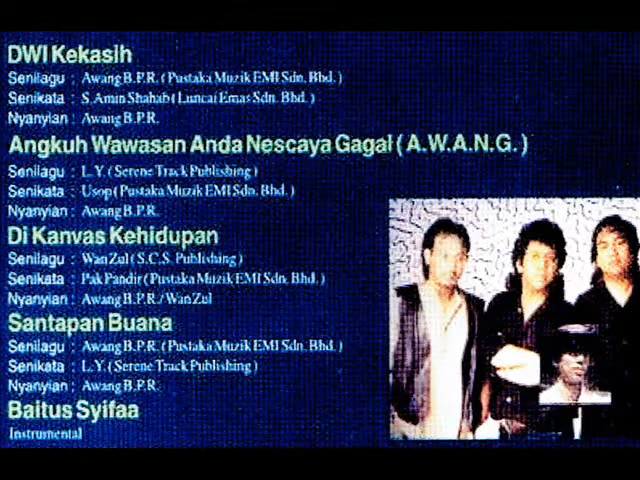 DWI Kekasih
Senilagu : Awang B.P.R. ( Pustaka Muzik EMI Sdn. Bhd. )
Senikata : S.Amin Shahab ( Luncai Emas Sdn. Bhd. )
Nyanyian : Awang B.P.R.
Angkuh Wawasan Anda Nescaya Gagal ( A.W.A.N.G. )
Senilagu : L.Y. ( Serene Track Publishing )
Senikata : Usop ( Pustaka Muzik EMI Sdn. Bhd. )
Nyanyian : Awang B.P.R.
Di Kanvas Kehidupan
Senilagu : Wan Zul ( S.C.S. Publishing )
Senikata : Pak Pandir ( Pustaka Muzik EMI Sdn. Bhd. )
Nyanyian : Awang B.P.R. / Wan Zul
Santapan Buana
Senilagu : Awang B.P.R. ( Pustaka Muzik EMI Sdn. Bhd. )
Senikata : L.Y. ( Serene Track Publishing )
Nyanyian : Awang B.P.R.
Baitus Syifaa
Instrumental